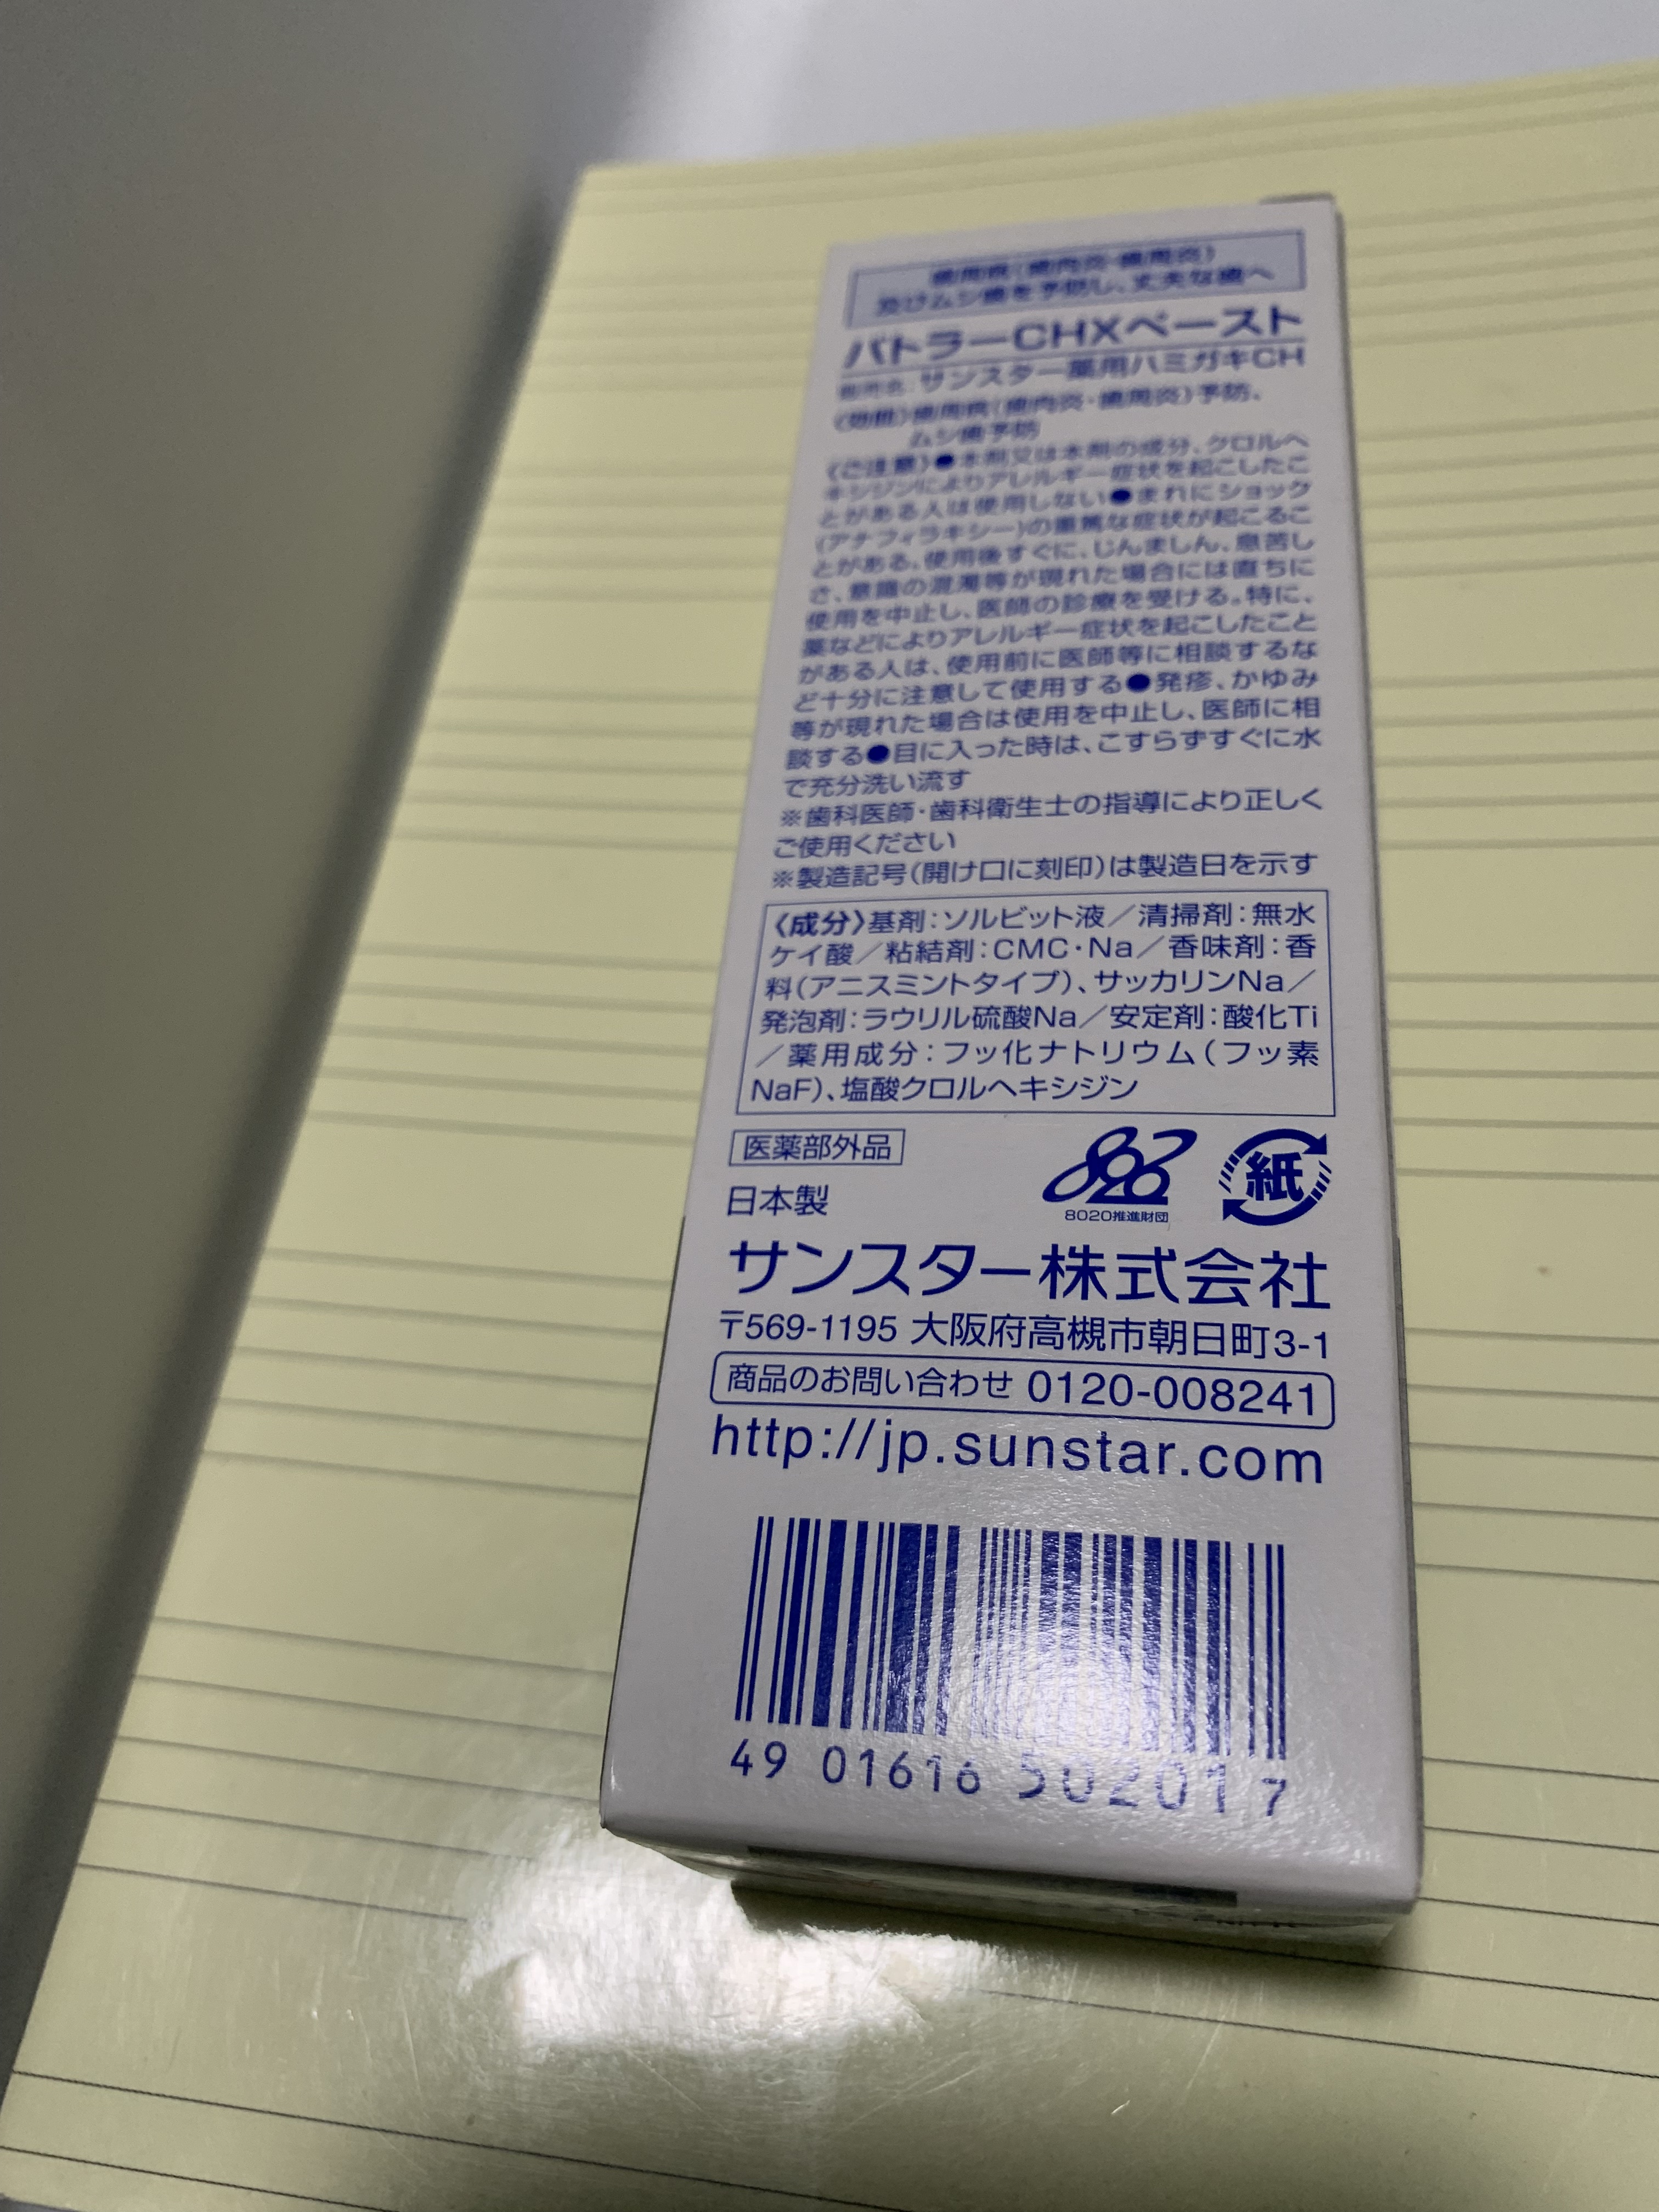 歯周病(歯肉炎・歯周炎)
及びムシ歯を予防し、丈夫な歯へ
バトラーCHXペースト
販売名:サンスター薬用ハミガキCH
〈効能〉歯周病(歯肉炎・歯周炎)予防、
ムシ歯予防
〈ご注意〉●本剤又は本剤の成分、クロルヘ
キシジンによりアレルギー症状を起こしたこ
とがある人は使用しない●まれにショック
(アナフィラキシー)の重篤な症状が起こるこ
とがある。使用後すぐに、じんましん、息苦し
さ、意識の混濁等が現れた場合には直ちに
使用を中止し、医師の診療を受ける。特に、
薬などによりアレルギー症状を起こしたこと
がある人は、使用前に医師等に相談するな
ど十分に注意して使用する●発疹、かゆみ
等が現れた場合は使用を中止し、医師に相
談する●目に入った時は、こすらずすぐに水
で充分洗い流す
※歯科医師・歯科衛生士の指導により正しく
ご使用ください
※製造記号(開け口に刻印)は製造日を示す
〈成分〉基剤:ソルビット液/清掃剤:無水
ケイ酸/粘結剤:CMC・Na/香味剤:香
料(アニスミントタイプ)、サッカリンNa/
発泡剤:ラウリル硫酸Na/安定剤:酸化Ti
/薬用成分:フッ化ナトリウム(フッ素
NaF)、塩酸クロルヘキシジン
医薬部外品
8020
紙
8020推進財団
日本製
サンスター株式会社
〒569-1195 大阪府高槻市朝日町3-1
商品のお問い合わせ 0120-008241
http://jp.sunstar.com
49 01616 50201 7